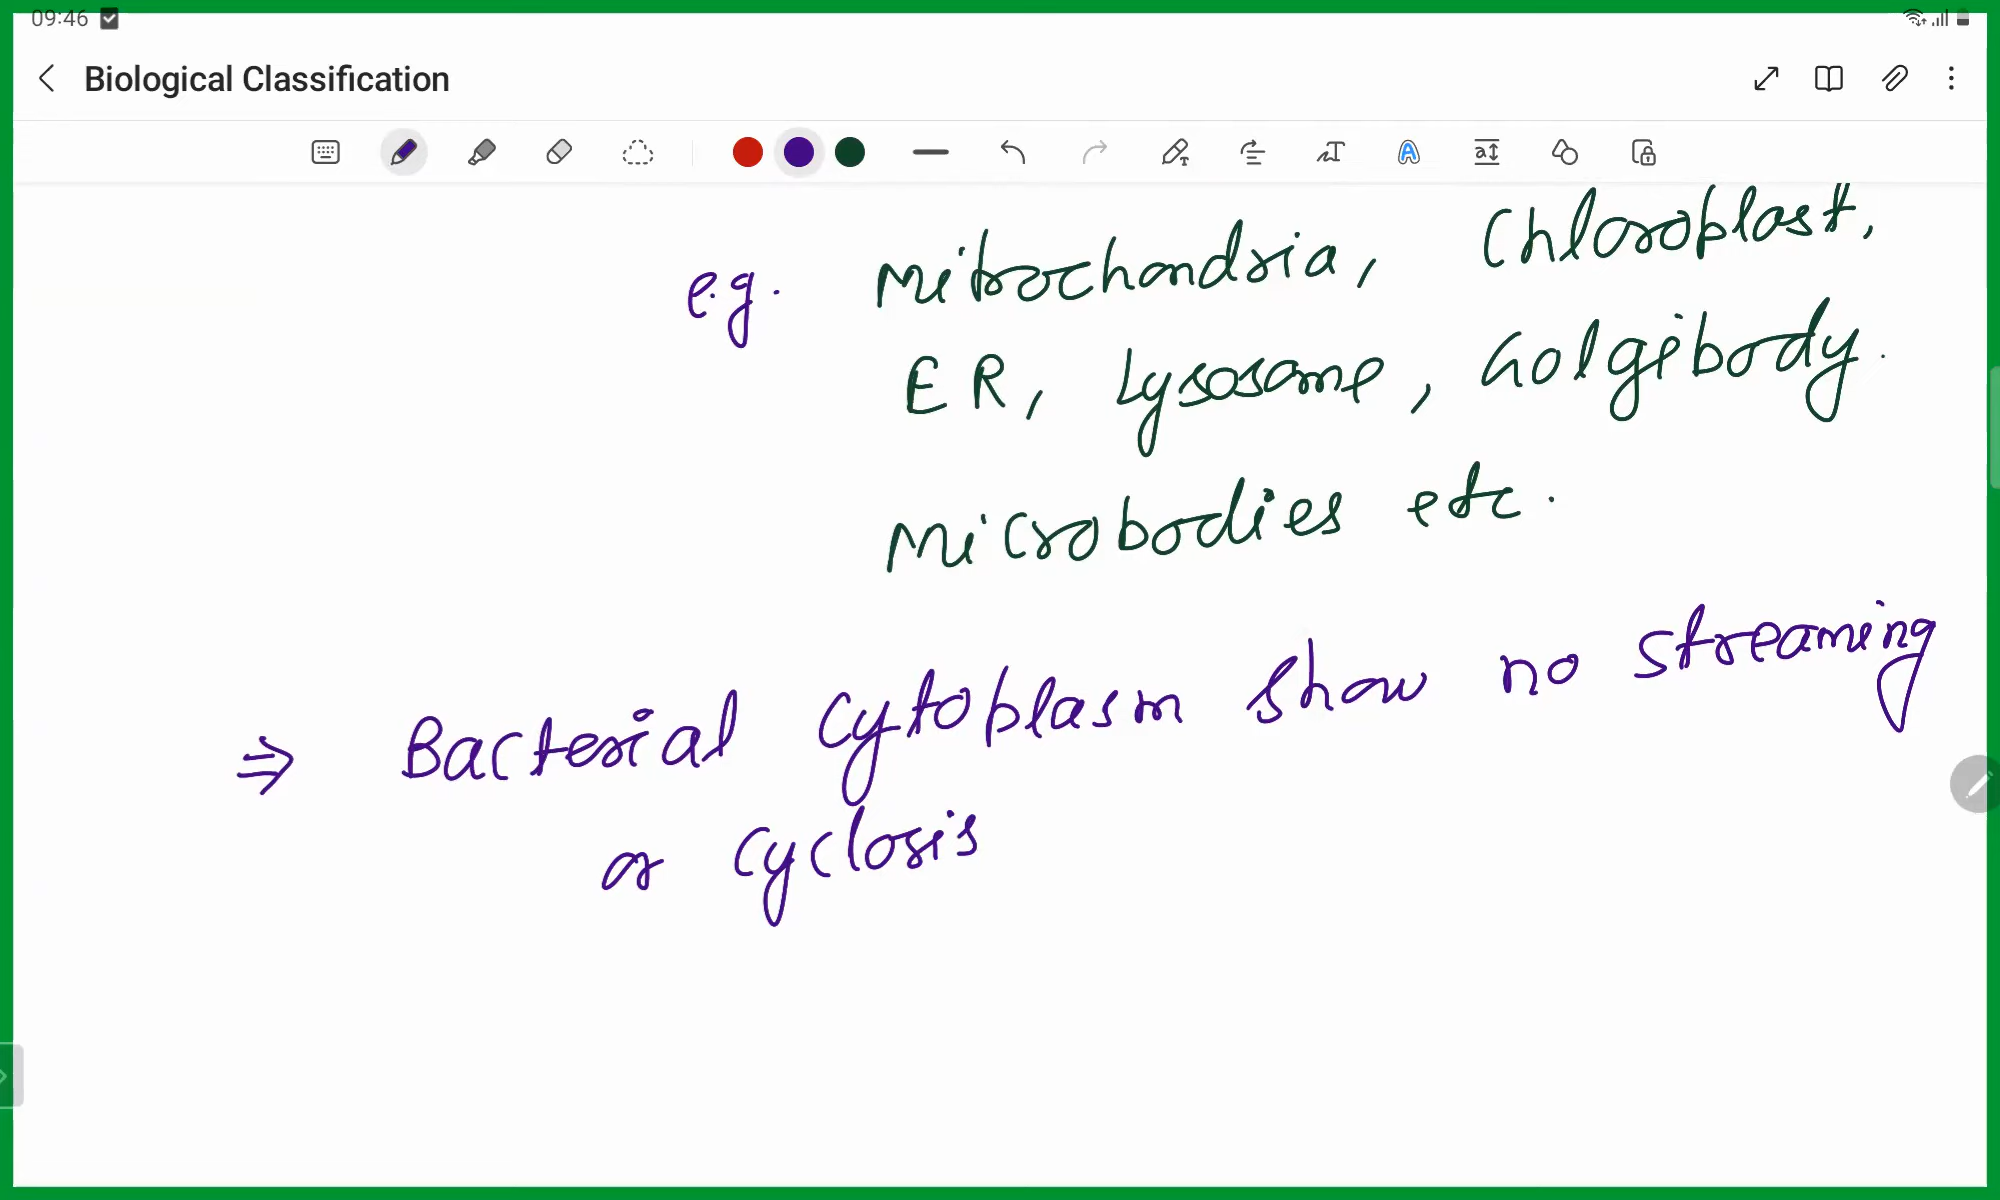 09:46
Biological Classification
e.g. Mitochondria, Chloroplast,
ER, Lysosome, Golgibody.
Microbodies etc.
⇒ Bacterial Cytoplasm show no streaming
or Cyclosis